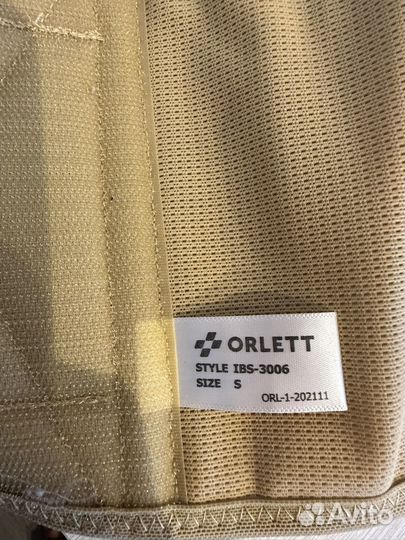 ORLETT
STYLE IBS-3006
SIZE S
ORL-1-202111
Avito